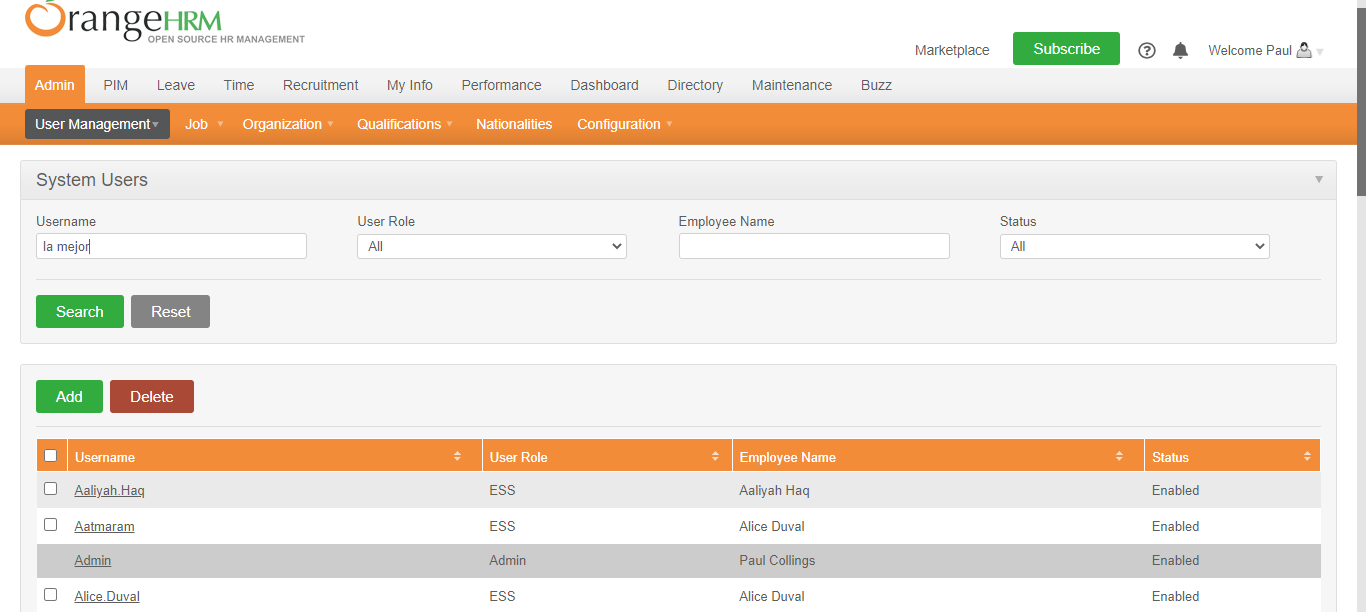 OrangeHRM
OPEN SOURCE HR MANAGEMENT
Marketplace Subscribe Welcome Paul
Admin PIM Leave Time Recruitment My Info Performance Dashboard Directory Maintenance Buzz
User Management Job Organization Qualifications Nationalities Configuration
System Users
Username User Role Employee Name Status
la mejor All All
Search Reset
Add Delete
Username User Role Employee Name Status
Aaliyah.Haq ESS Aaliyah Haq Enabled
Aatmaram ESS Alice Duval Enabled
Admin Admin Paul Collings Enabled
Alice.Duval ESS Alice Duval Enabled